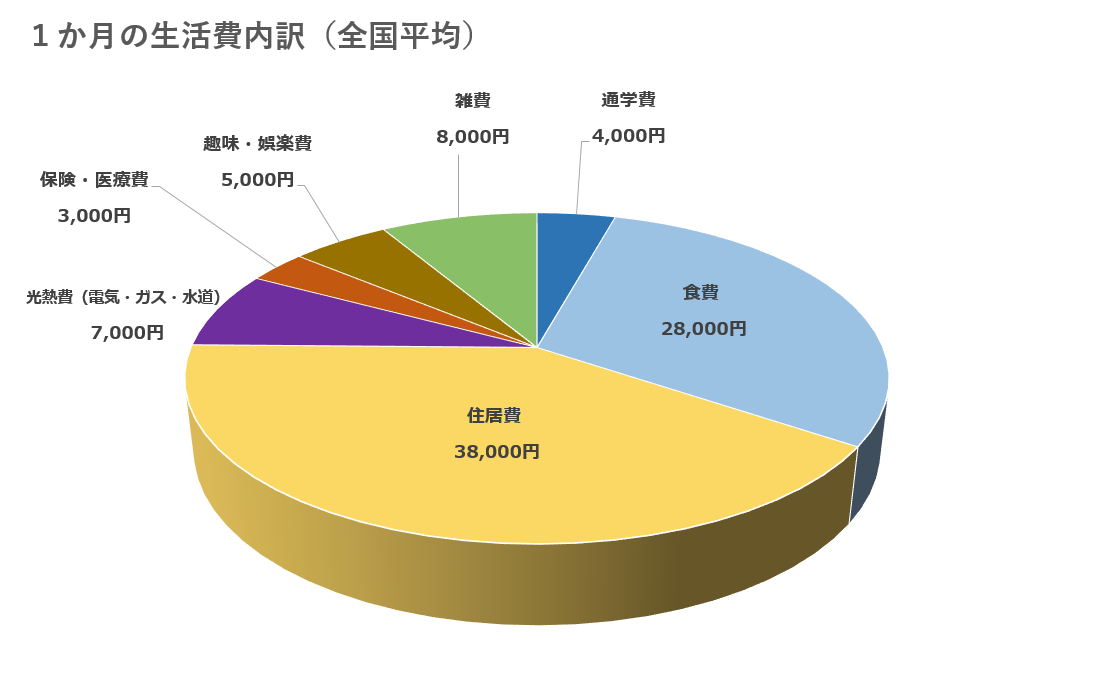 １か月の生活費内訳（全国平均）
雑費
8,000円
通学費
4,000円
趣味・娯楽費
5,000円
保険・医療費
3,000円
光熱費（電気・ガス・水道）
7,000円
食費
28,000円
住居費
38,000円